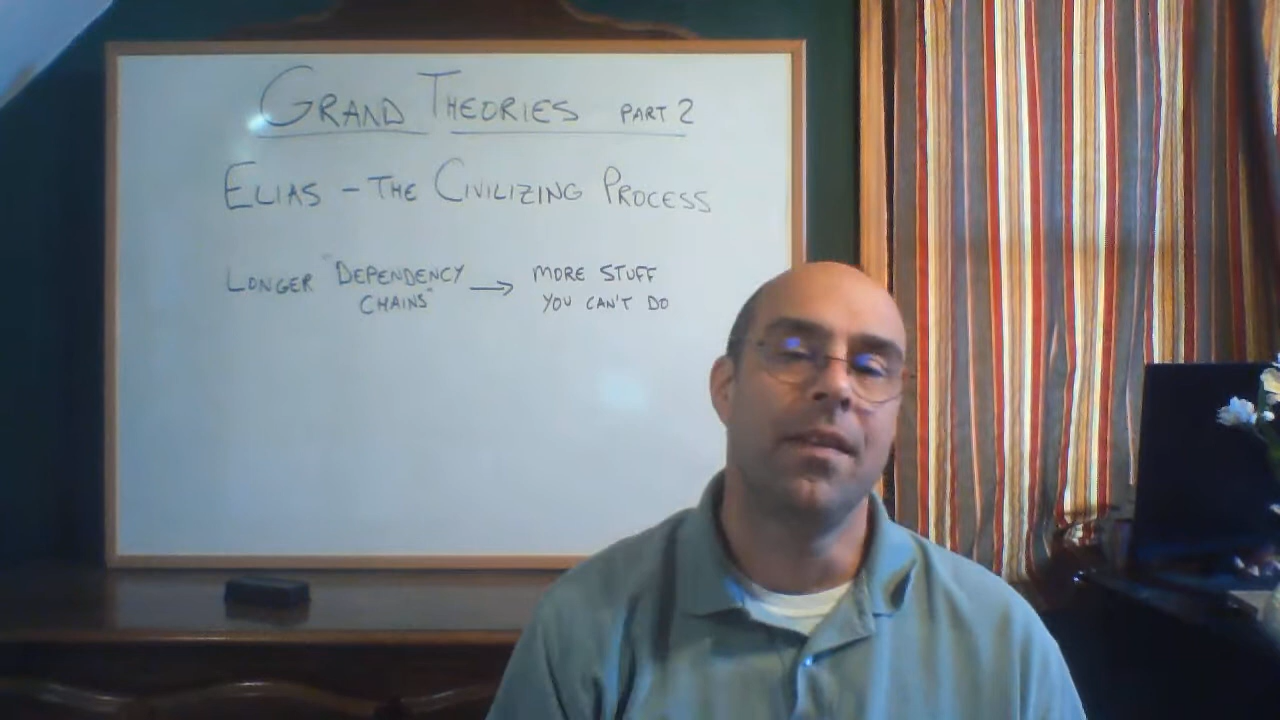 GRAND THEORIES PART 2
ELIAS – THE CIVILIZING PROCESS
LONGER "DEPENDENCY CHAINS" → MORE STUFF YOU CAN'T DO